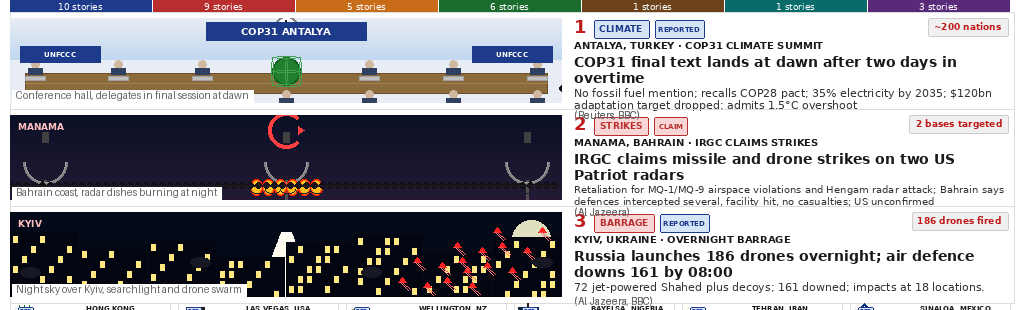 10 stories
9 stories
5 stories
6 stories
1 stories
1 stories
3 stories
COP31 ANTALYA
UNFCCC
UNFCCC
Conference hall, delegates in final session at dawn
1 CLIMATE REPORTED ~200 nations
ANTALYA, TURKEY · COP31 CLIMATE SUMMIT
COP31 final text lands at dawn after two days in
overtime
No fossil fuel mention; recalls COP28 pact; 35% electricity by 2035; $120bn
adaptation target dropped; admits 1.5°C overshoot
(Reuters, BBC)
MANAMA
Bahrain coast, radar dishes burning at night
2 STRIKES CLAIM 2 bases targeted
MANAMA, BAHRAIN · IRGC CLAIMS STRIKES
IRGC claims missile and drone strikes on two US
Patriot radars
Retaliation for MQ-1/MQ-9 airspace violations and Hengam radar attack; Bahrain says
defences intercepted several, facility hit, no casualties; US unconfirmed
(Al Jazeera)
KYIV
Night sky over Kyiv, searchlight and drone swarm
3 BARRAGE REPORTED 186 drones fired
KYIV, UKRAINE · OVERNIGHT BARRAGE
Russia launches 186 drones overnight; air defence
downs 161 by 08:00
72 jet-powered Shahed plus decoys; 161 downed; impacts at 18 locations.
(Al Jazeera, BBC)
HONG KONG
LAS VEGAS, USA
WELLINGTON, NZ
BAYELSA, NIGERIA
TEHRAN, IRAN
SINALOA, MEXICO